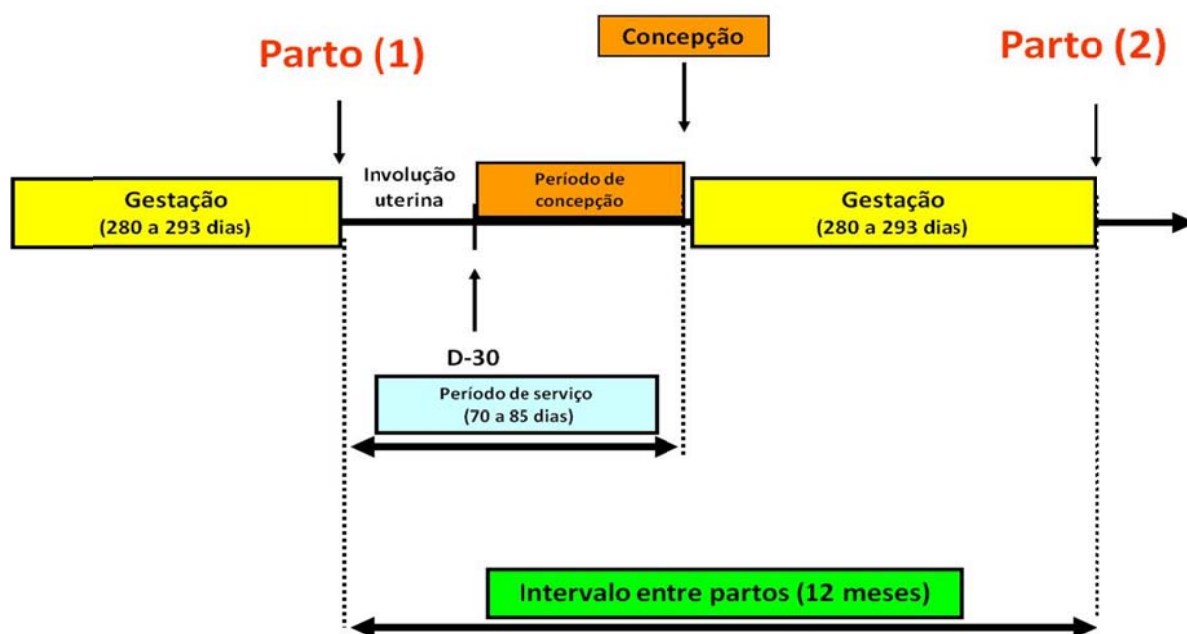 Parto (1)
Concepção
Parto (2)
Gestação
(280 a 293 dias)
Involução
uterina
Período de
concepção
Gestação
(280 a 293 dias)
D-30
Período de serviço
(70 a 85 dias)
Intervalo entre partos (12 meses)